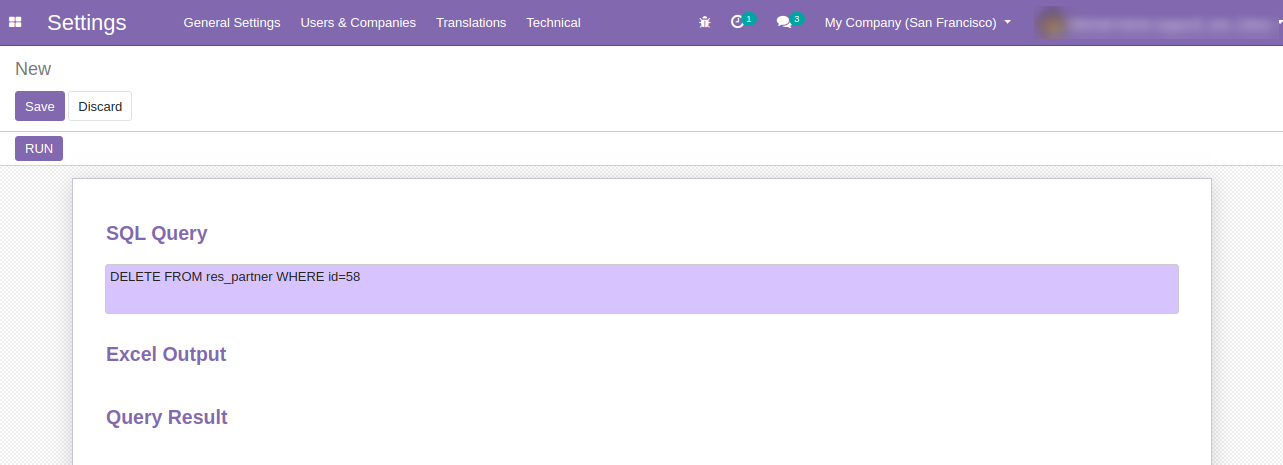 Settings General Settings Users & Companies Translations Technical 1 3 My Company (San Francisco)
New
Save Discard
RUN
SQL Query
DELETE FROM res_partner WHERE id=58
Excel Output
Query Result